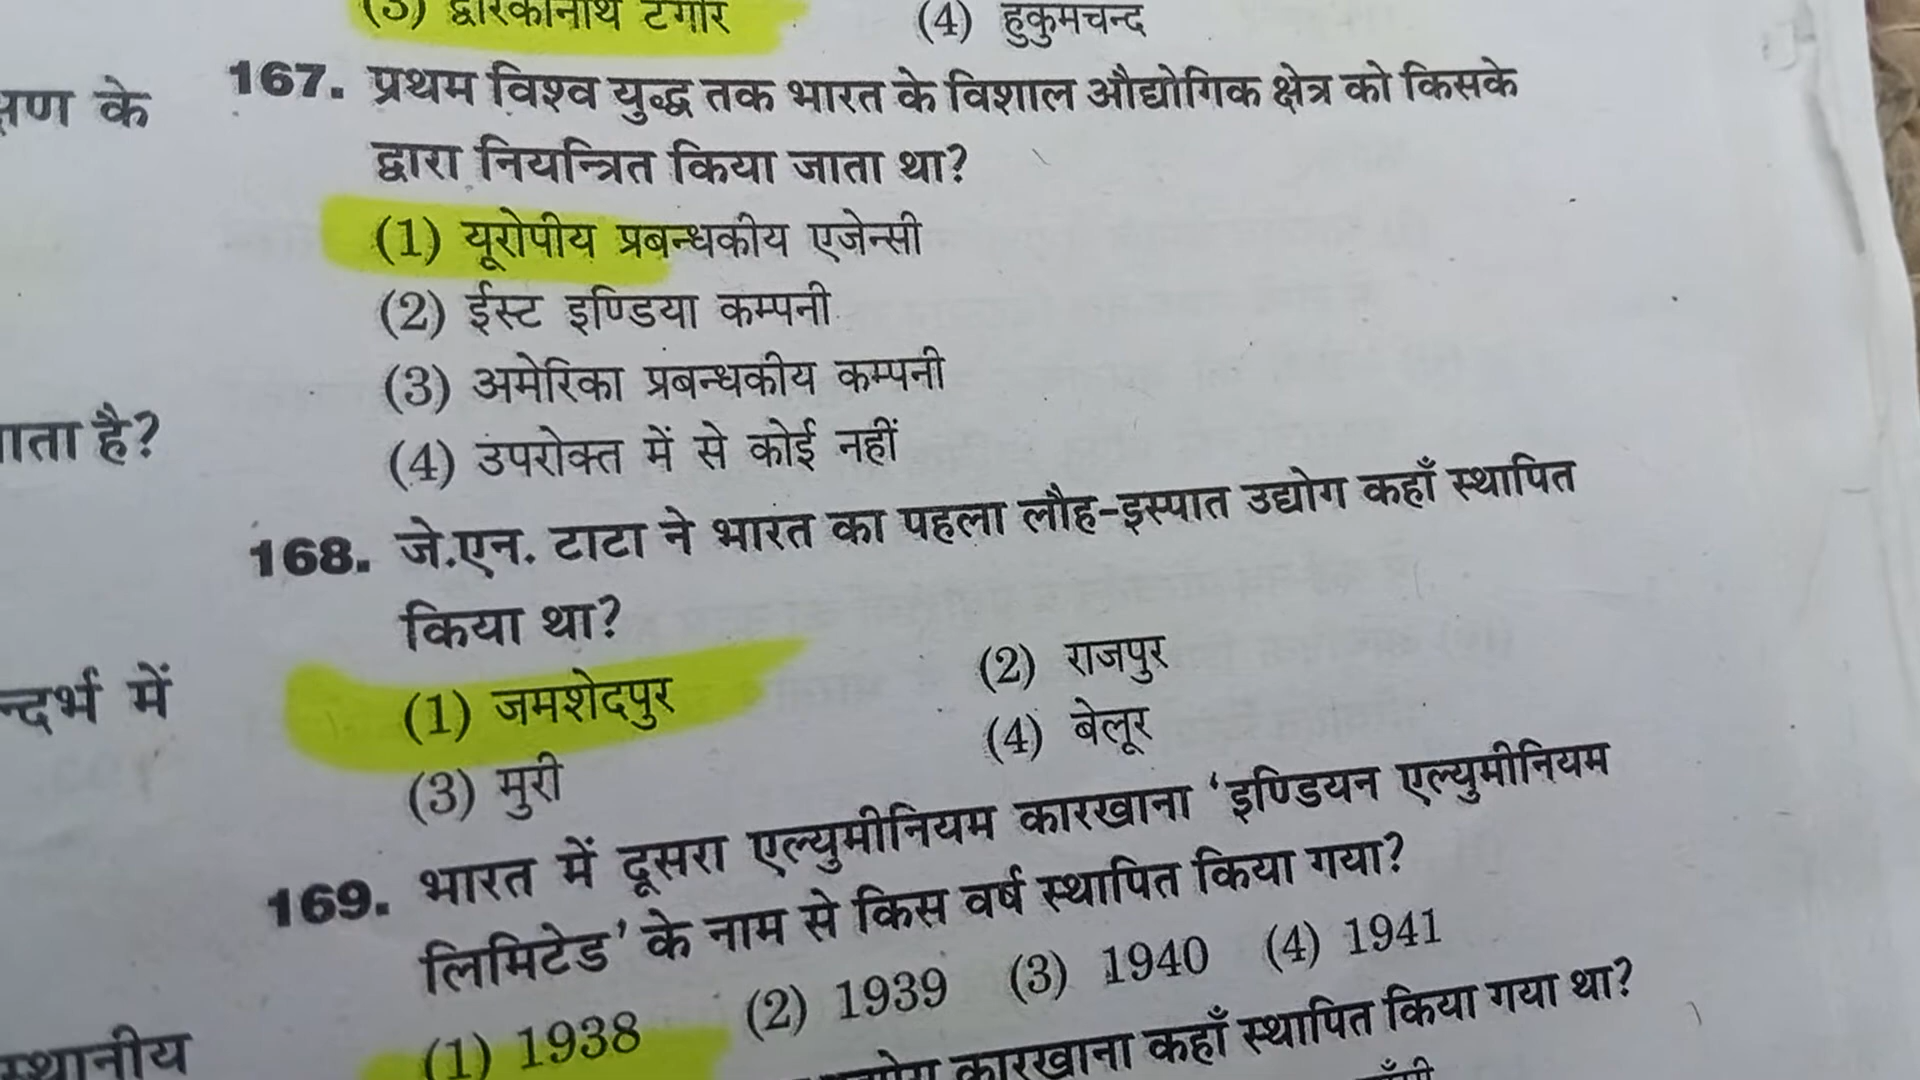 (3) द्वारकानाथ टैगोर (4) हुकुमचन्द
क्षण के
167. प्रथम विश्व युद्ध तक भारत के विशाल औद्योगिक क्षेत्र को किसके
द्वारा नियन्त्रित किया जाता था?
(1) यूरोपीय प्रबन्धकीय एजेन्सी
(2) ईस्ट इण्डिया कम्पनी
(3) अमेरिका प्रबन्धकीय कम्पनी
ाता है?
(4) उपरोक्त में से कोई नहीं
168. जे.एन. टाटा ने भारत का पहला लौह-इस्पात उद्योग कहाँ स्थापित
किया था?
न्दर्भ में
(1) जमशेदपुर (2) राजपुर
(3) मुरी (4) बेलूर
169. भारत में दूसरा एल्युमीनियम कारखाना ‘इण्डियन एल्युमीनियम
लिमिटेड’ के नाम से किस वर्ष स्थापित किया गया?
स्थानीय
(1) 1938 (2) 1939 (3) 1940 (4) 1941
कारखाना कहाँ स्थापित किया गया था?